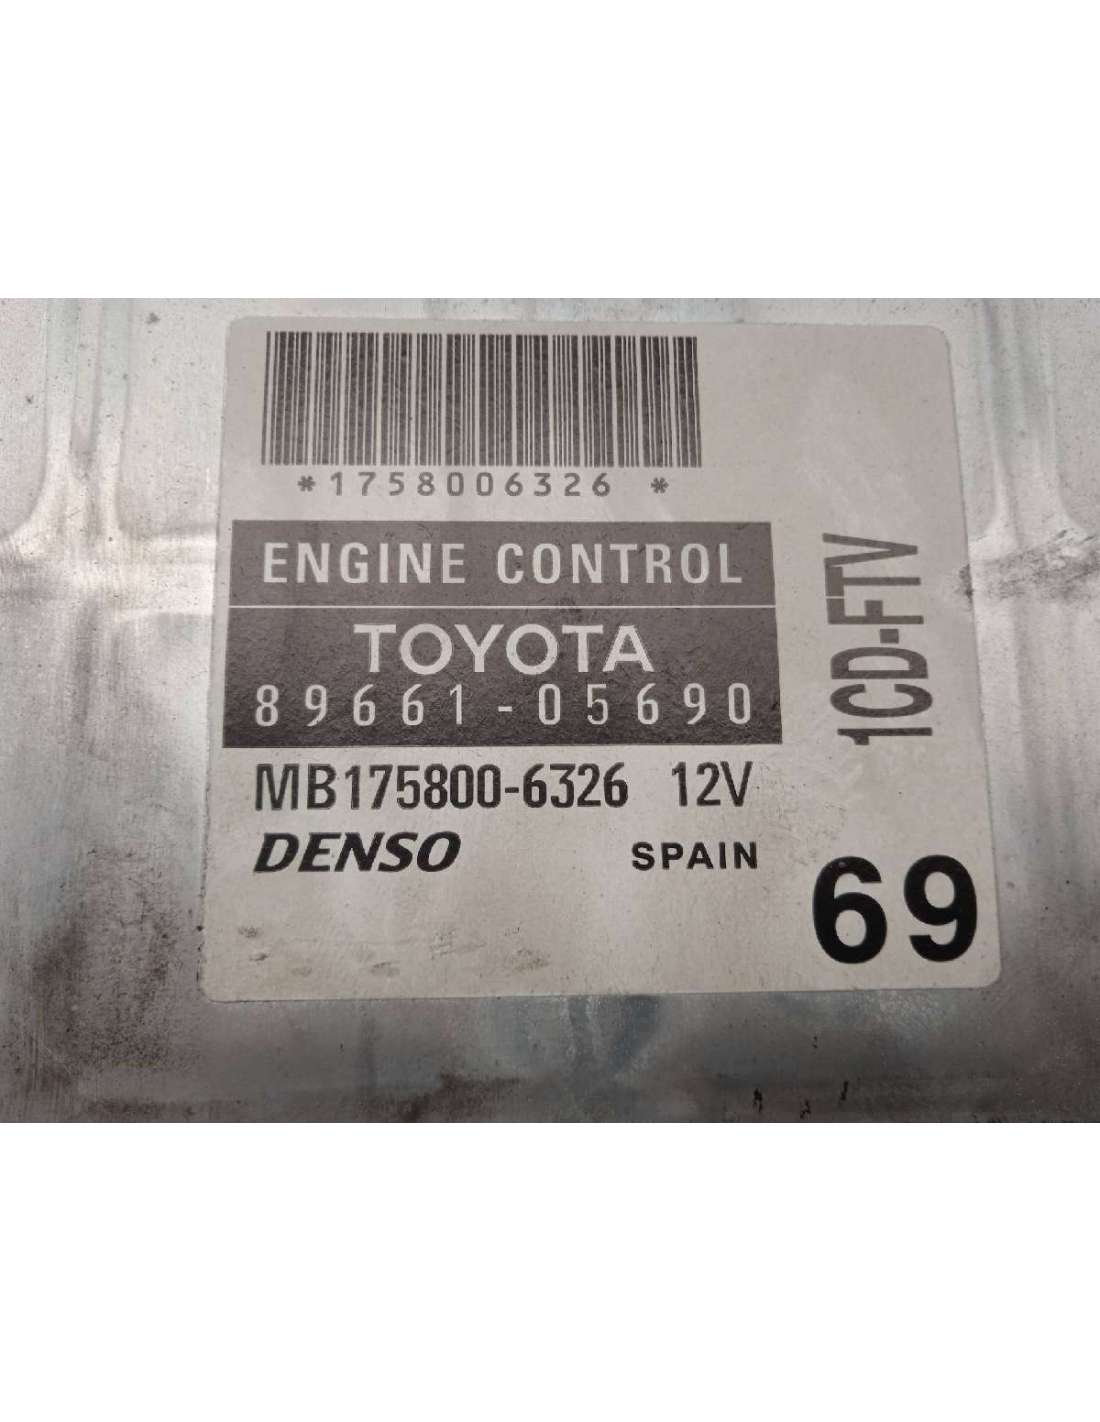 *1758006326 *
ENGINE CONTROL
TOYOTA
89661-05690
MB175800-6326 12V
DENSO SPAIN
1CD-FTV
69